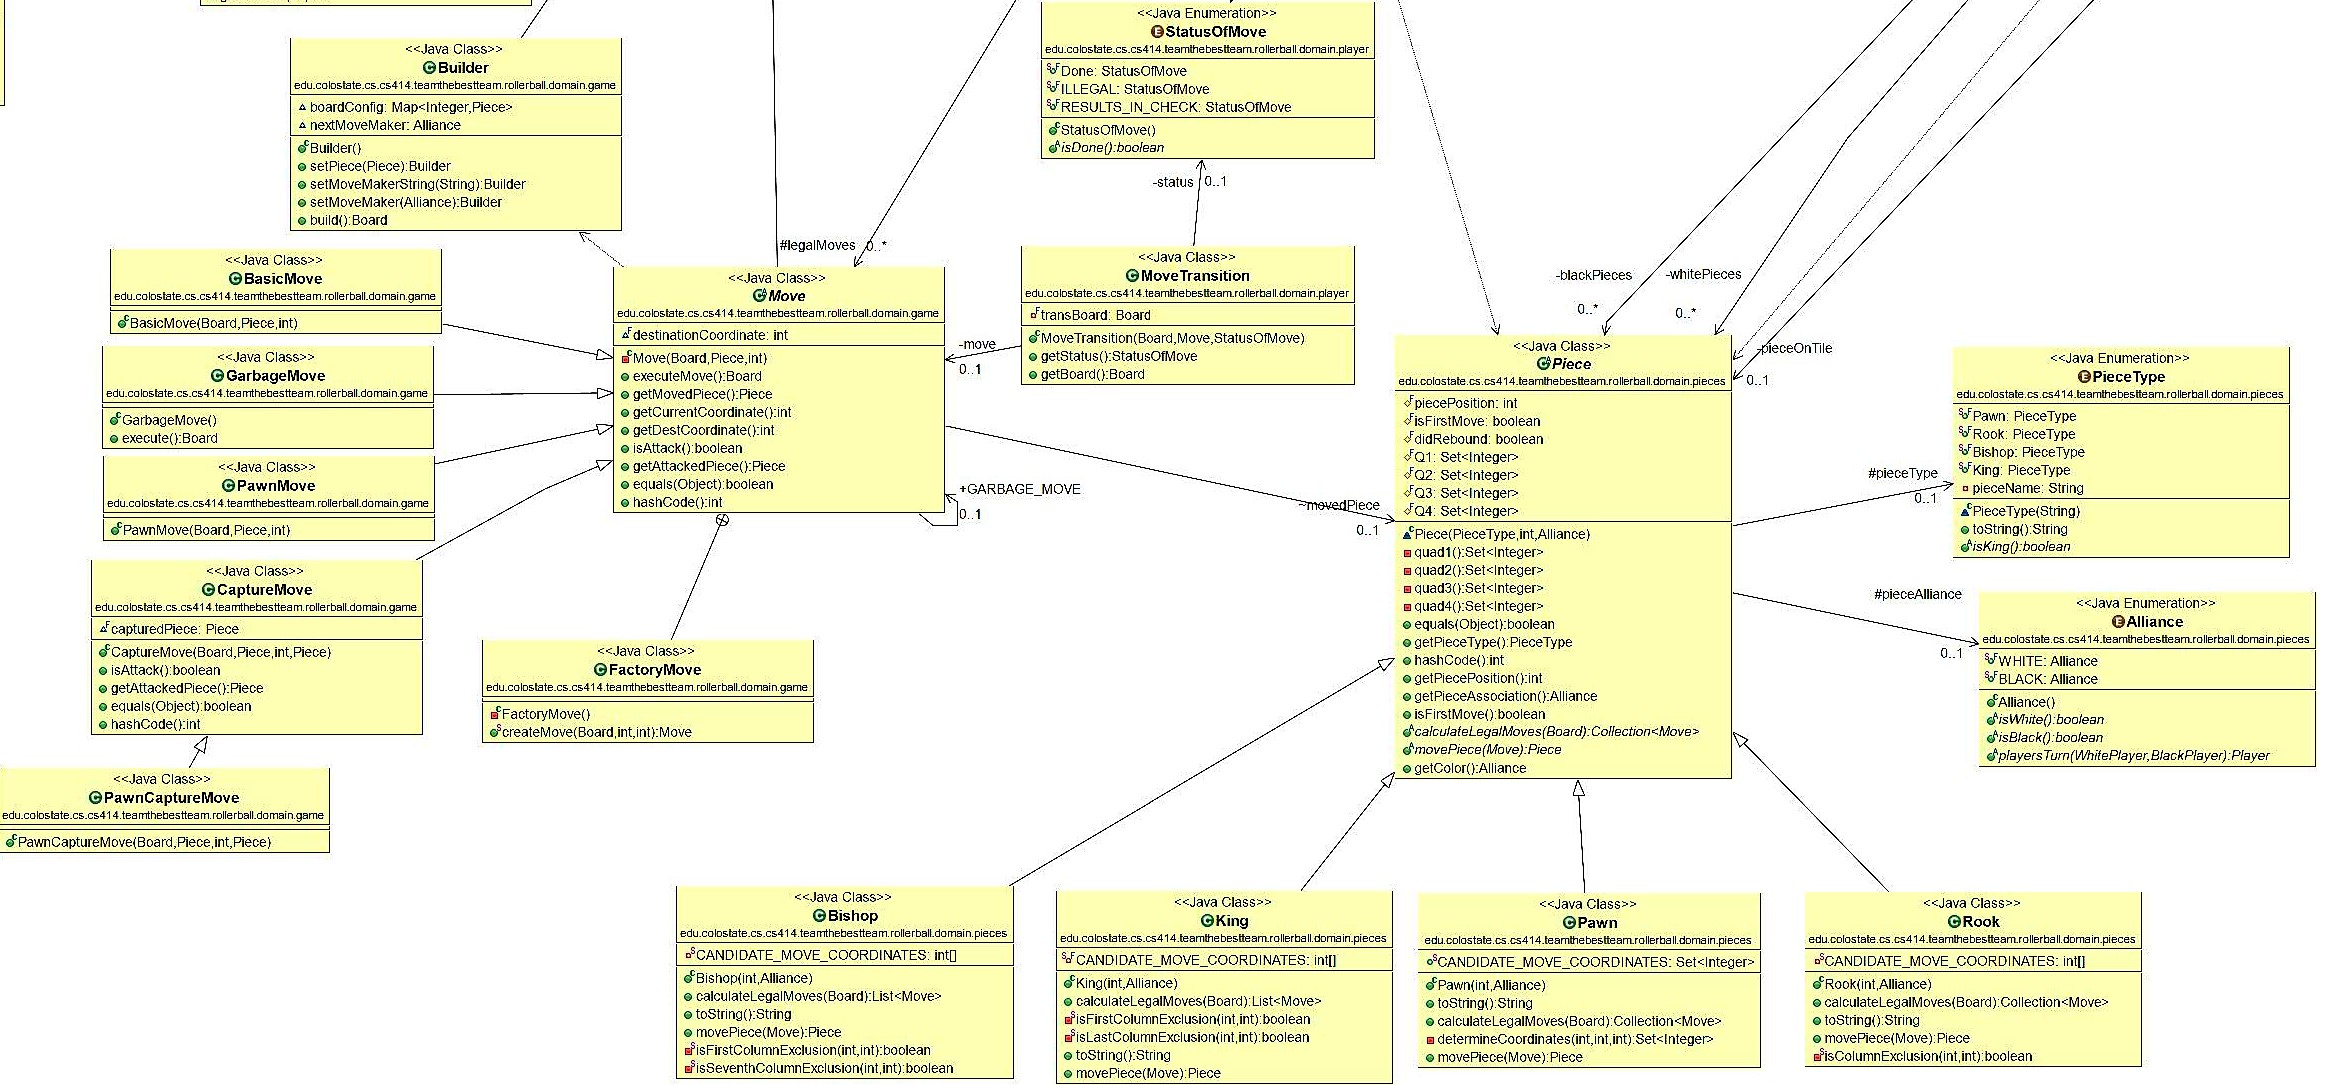 <<Java Class>>
Builder
edu.colostate.cs.cs414.teamthebestteam.rollerball.domain.game
boardConfig: Map<Integer,Piece>
nextMoveMaker: Alliance
Builder()
setPiece(Piece):Builder
setMoveMakerString(String):Builder
setMoveMaker(Alliance):Builder
build():Board
<<Java Enumeration>>
StatusOfMove
edu.colostate.cs.cs414.teamthebestteam.rollerball.domain.player
Done: StatusOfMove
ILLEGAL: StatusOfMove
RESULTS_IN_CHECK: StatusOfMove
StatusOfMove()
isDone():boolean
-status
0..1
<<Java Class>>
BasicMove
edu.colostate.cs.cs414.teamthebestteam.rollerball.domain.game
BasicMove(Board,Piece,int)
<<Java Class>>
GarbageMove
edu.colostate.cs.cs414.teamthebestteam.rollerball.domain.game
GarbageMove()
execute():Board
<<Java Class>>
PawnMove
edu.colostate.cs.cs414.teamthebestteam.rollerball.domain.game
PawnMove(Board,Piece,int)
<<Java Class>>
CaptureMove
edu.colostate.cs.cs414.teamthebestteam.rollerball.domain.game
capturedPiece: Piece
CaptureMove(Board,Piece,int,Piece)
isAttack():boolean
getAttackedPiece():Piece
equals(Object):boolean
hashCode():int
<<Java Class>>
PawnCaptureMove
edu.colostate.cs.cs414.teamthebestteam.rollerball.domain.game
PawnCaptureMove(Board,Piece,int,Piece)
#legalMoves
0..*
<<Java Class>>
Move
edu.colostate.cs.cs414.teamthebestteam.rollerball.domain.game
destinationCoordinate: int
Move(Board,Piece,int)
executeMove():Board
getMovedPiece():Piece
getCurrentCoordinate():int
getDestCoordinate():int
isAttack():boolean
getAttackedPiece():Piece
equals(Object):boolean
hashCode():int
+GARBAGE_MOVE
0..1
<<Java Class>>
FactoryMove
edu.colostate.cs.cs414.teamthebestteam.rollerball.domain.game
FactoryMove()
createMove(Board,int,int):Move
<<Java Class>>
MoveTransition
edu.colostate.cs.cs414.teamthebestteam.rollerball.domain.player
transBoard: Board
MoveTransition(Board,Move,StatusOfMove)
getStatus():StatusOfMove
getBoard():Board
-move
0..1
~movedPiece
0..1
-blackPieces
0..*
-whitePieces
0..*
-pieceOnTile
0..1
<<Java Class>>
Piece
edu.colostate.cs.cs414.teamthebestteam.rollerball.domain.pieces
piecePosition: int
isFirstMove: boolean
didRebound: boolean
Q1: Set<Integer>
Q2: Set<Integer>
Q3: Set<Integer>
Q4: Set<Integer>
Piece(PieceType,int,Alliance)
quad1():Set<Integer>
quad2():Set<Integer>
quad3():Set<Integer>
quad4():Set<Integer>
equals(Object):boolean
getPieceType():PieceType
hashCode():int
getPiecePosition():int
getPieceAssociation():Alliance
isFirstMove():boolean
calculateLegalMoves(Board):Collection<Move>
movePiece(Move):Piece
getColor():Alliance
#pieceType
0..1
<<Java Enumeration>>
PieceType
edu.colostate.cs.cs414.teamthebestteam.rollerball.domain.pieces
Pawn: PieceType
Rook: PieceType
Bishop: PieceType
King: PieceType
pieceName: String
PieceType(String)
toString():String
isKing():boolean
#pieceAlliance
0..1
<<Java Enumeration>>
Alliance
edu.colostate.cs.cs414.teamthebestteam.rollerball.domain.pieces
WHITE: Alliance
BLACK: Alliance
Alliance()
isWhite():boolean
isBlack():boolean
playersTurn(WhitePlayer,BlackPlayer):Player
<<Java Class>>
Bishop
edu.colostate.cs.cs414.teamthebestteam.rollerball.domain.pieces
CANDIDATE_MOVE_COORDINATES: int[]
Bishop(int,Alliance)
calculateLegalMoves(Board):List<Move>
toString():String
movePiece(Move):Piece
isFirstColumnExclusion(int,int):boolean
isSeventhColumnExclusion(int,int):boolean
<<Java Class>>
King
edu.colostate.cs.cs414.teamthebestteam.rollerball.domain.pieces
CANDIDATE_MOVE_COORDINATES: int[]
King(int,Alliance)
calculateLegalMoves(Board):List<Move>
isFirstColumnExclusion(int,int):boolean
isLastColumnExclusion(int,int):boolean
toString():String
movePiece(Move):Piece
<<Java Class>>
Pawn
edu.colostate.cs.cs414.teamthebestteam.rollerball.domain.pieces
CANDIDATE_MOVE_COORDINATES: Set<Integer>
Pawn(int,Alliance)
toString():String
calculateLegalMoves(Board):Collection<Move>
determineCoordinates(int,int,int):Set<Integer>
movePiece(Move):Piece
<<Java Class>>
Rook
edu.colostate.cs.cs414.teamthebestteam.rollerball.domain.pieces
CANDIDATE_MOVE_COORDINATES: int[]
Rook(int,Alliance)
calculateLegalMoves(Board):Collection<Move>
toString():String
movePiece(Move):Piece
isColumnExclusion(int,int):boolean